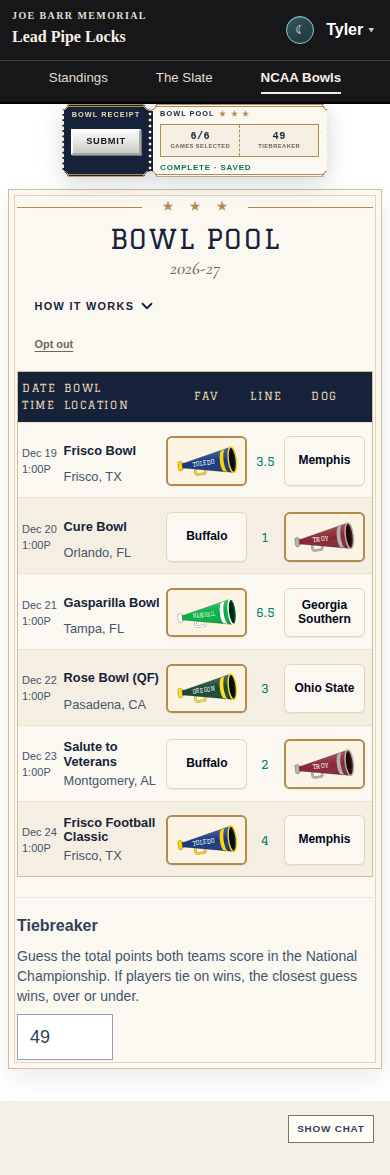 JOE BARR MEMORIAL
Lead Pipe Locks
Tyler
Standings The Slate NCAA Bowls
BOWL RECEIPT
SUBMIT
BOWL POOL
6/6
GAMES SELECTED
49
TIEBREAKER
COMPLETE · SAVED
BOWL POOL
2026-27
HOW IT WORKS
Opt out
DATE TIME BOWL LOCATION FAV LINE DOG
Dec 19 1:00P Frisco Bowl Frisco, TX TOLEDO 3.5 Memphis
Dec 20 1:00P Cure Bowl Orlando, FL Buffalo 1 TROY
Dec 21 1:00P Gasparilla Bowl Tampa, FL MARSHALL 6.5 Georgia Southern
Dec 22 1:00P Rose Bowl (QF) Pasadena, CA OREGON 3 Ohio State
Dec 23 1:00P Salute to Veterans Montgomery, AL Buffalo 2 TROY
Dec 24 1:00P Frisco Football Classic Frisco, TX TOLEDO 4 Memphis
Tiebreaker
Guess the total points both teams score in the National
Championship. If players tie on wins, the closest guess
wins, over or under.
49
SHOW CHAT